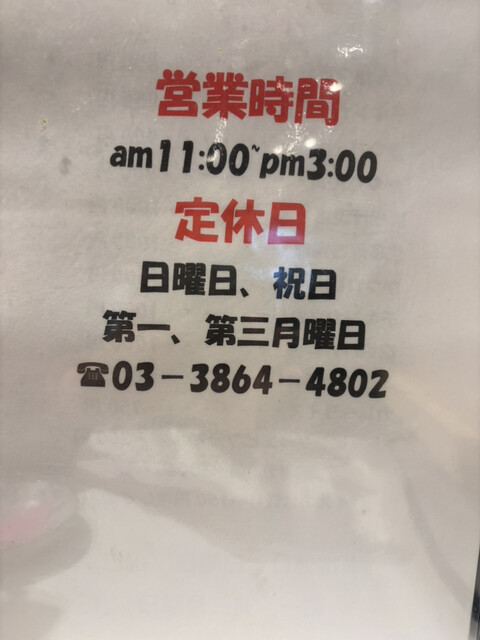 営業時間
am11:00~pm3:00
定休日
日曜日、祝日
第一、第三月曜日
☎03-3864-4802